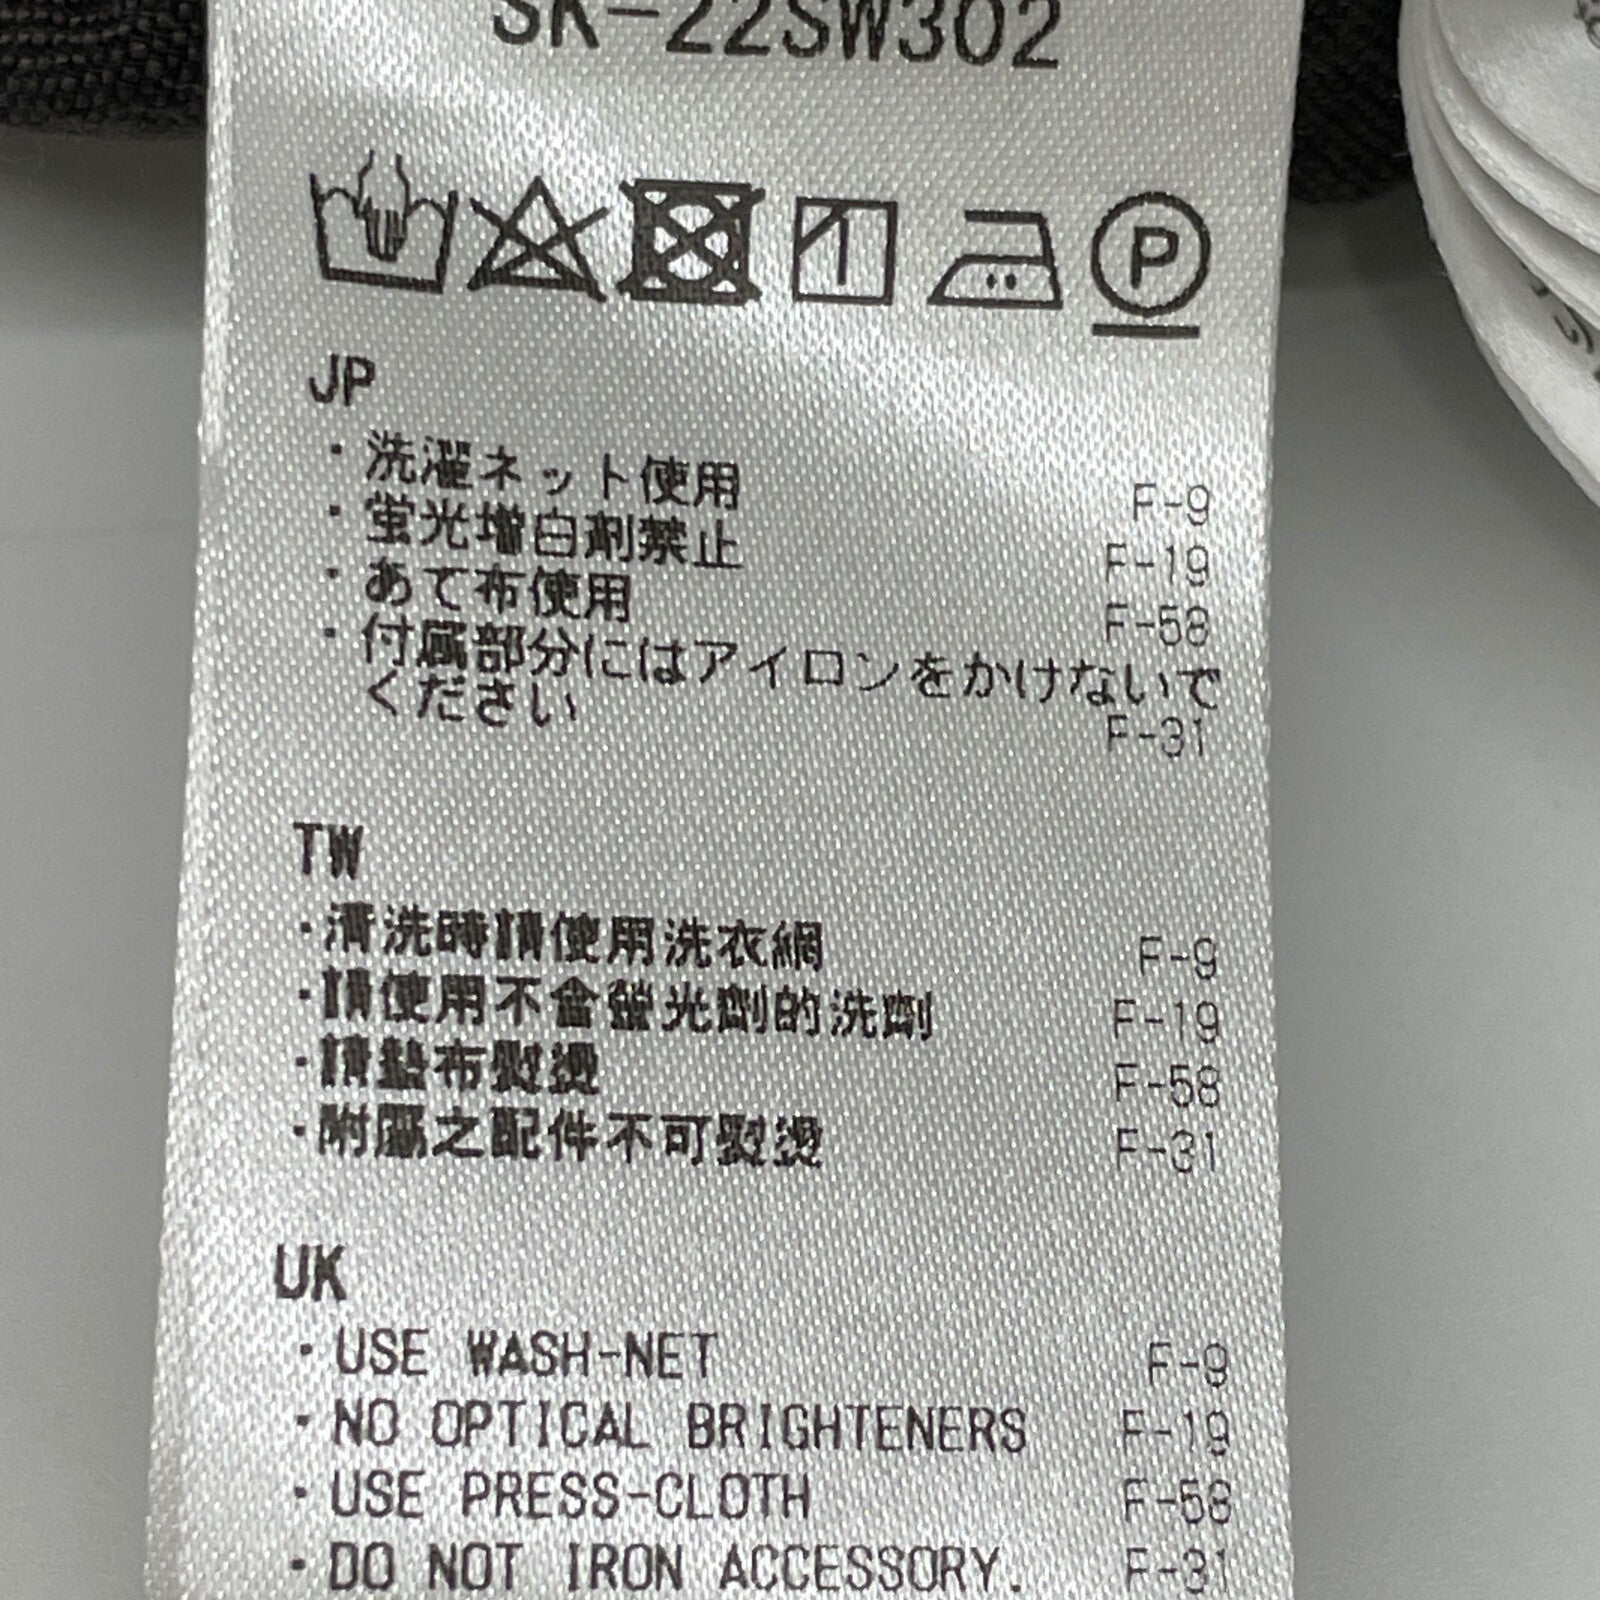 SK-22SW302
P
JP
・洗濯ネット使用 F-9
・蛍光増白剤禁止 F-19
・あて布使用 F-58
・付属部分にはアイロンをかけないで
ください F-31
TW
・清洗時請使用洗衣網 F-9
・請使用不含螢光劑的洗劑 F-19
・請墊布熨燙 F-58
・附屬之配件不可熨燙 F-31
UK
・USE WASH-NET F-9
・NO OPTICAL BRIGHTENERS F-19
・USE PRESS-CLOTH F-58
・DO NOT IRON ACCESSORY. F-31